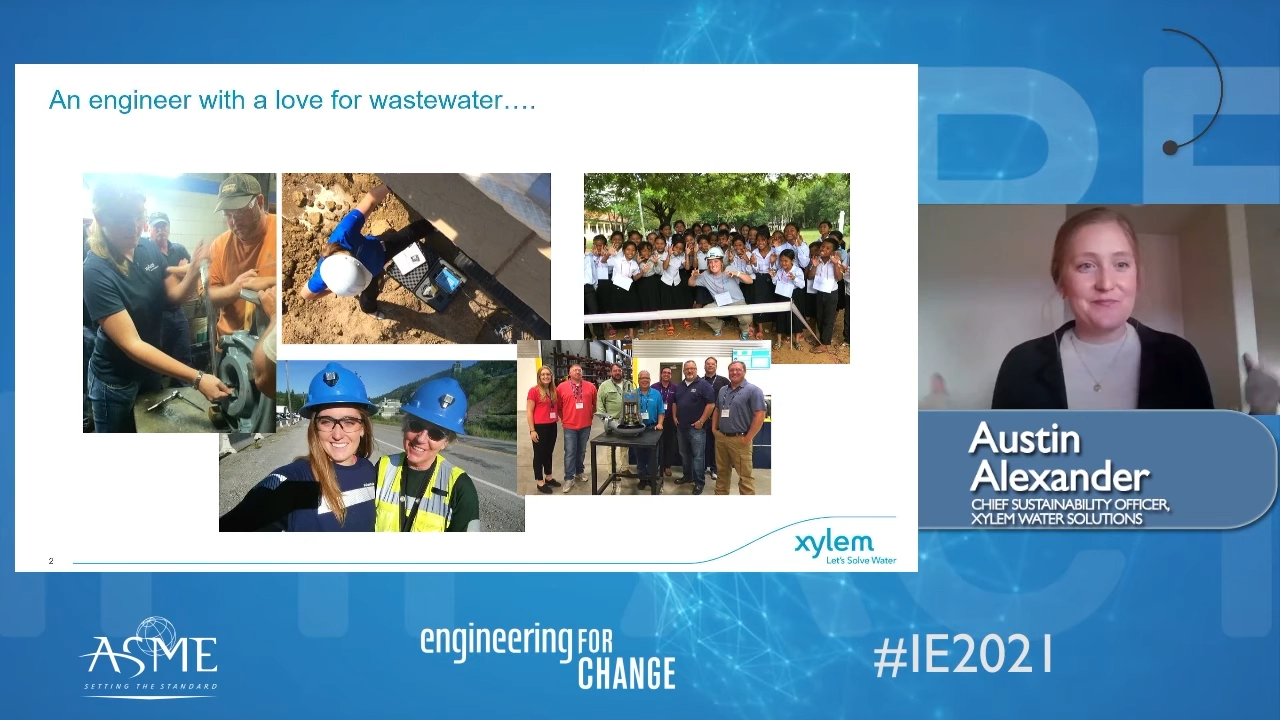 An engineer with a love for wastewater….
2
xylem
Let's Solve Water
Austin
Alexander
CHIEF SUSTAINABILITY OFFICER,
XYLEM WATER SOLUTIONS
ASME
SETTING THE STANDARD
engineering FOR
CHANGE
#IE2021